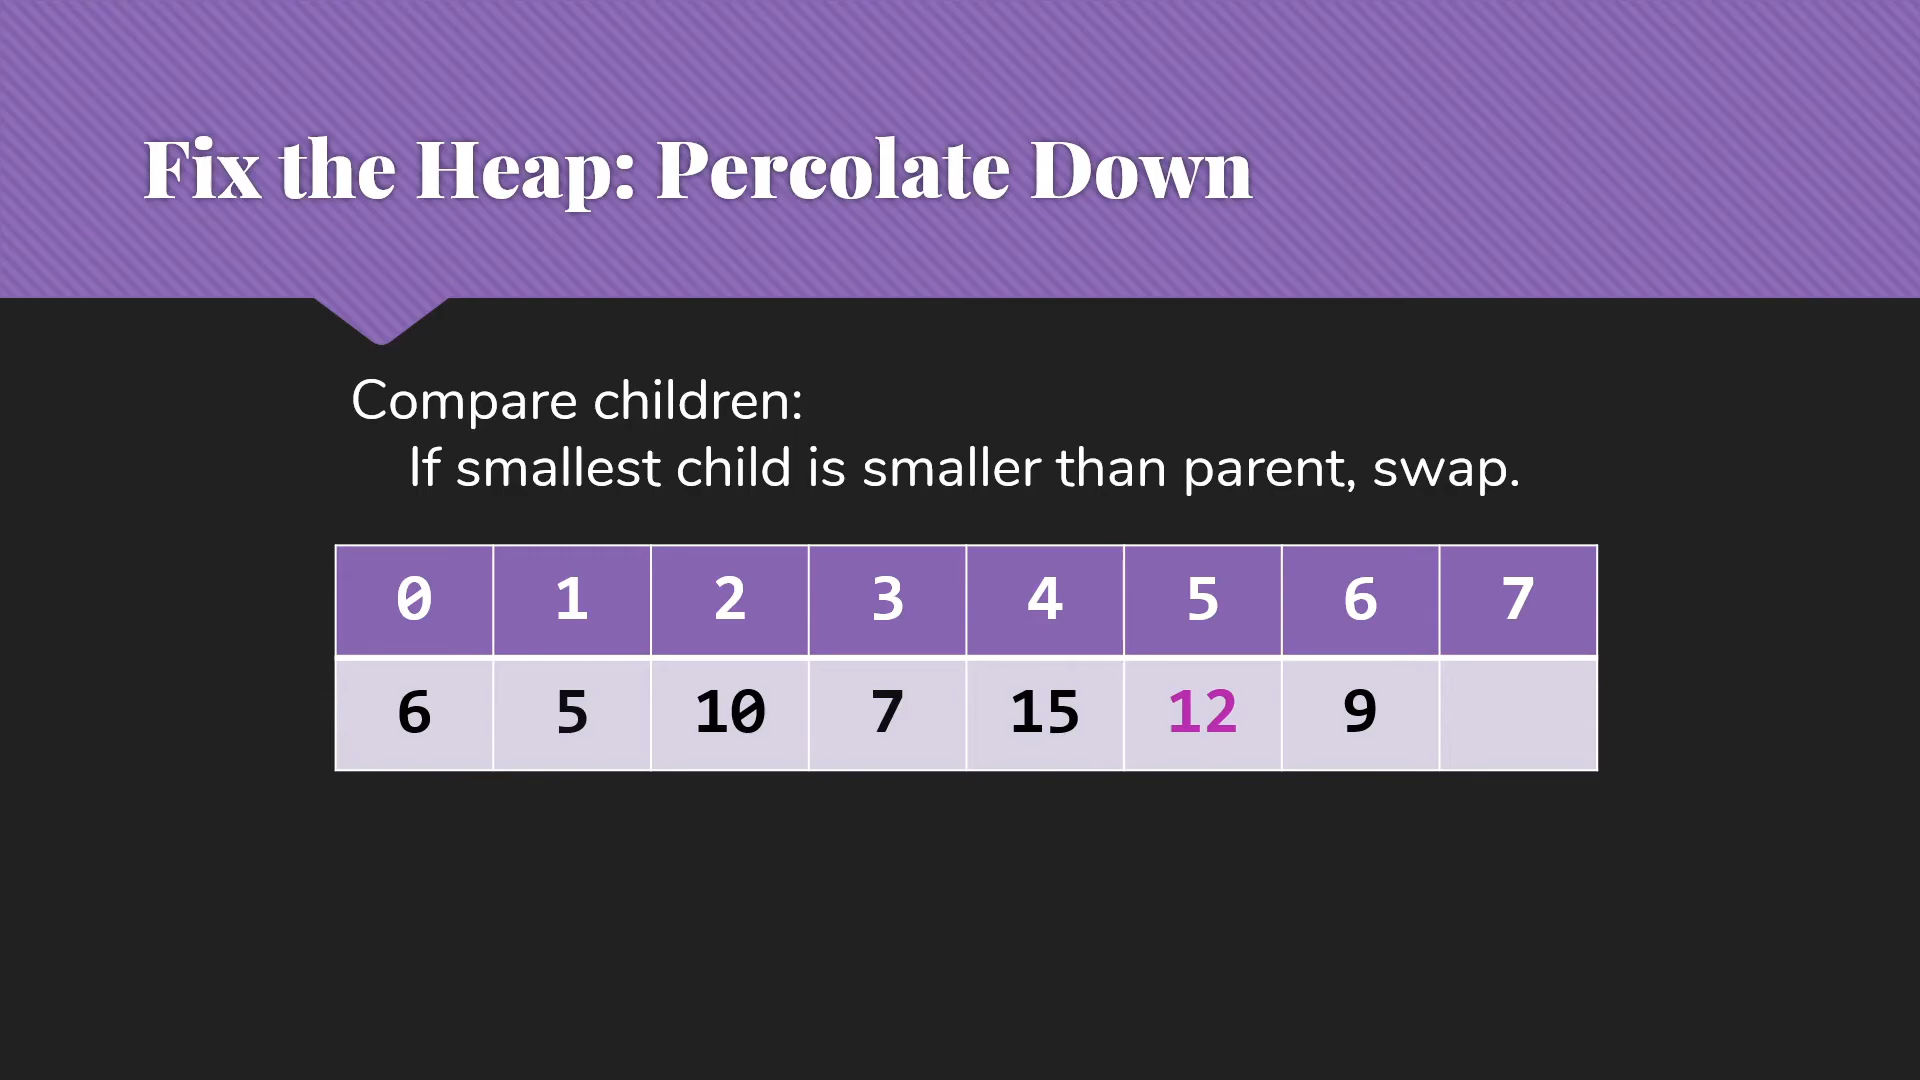 Fix the Heap: Percolate Down
Compare children:
If smallest child is smaller than parent, swap.
0 1 2 3 4 5 6 7
6 5 10 7 15 12 9